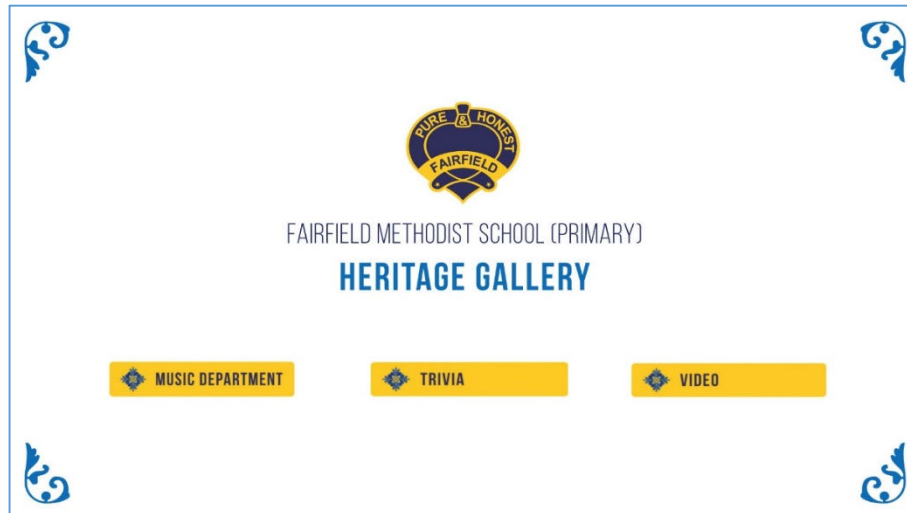 PURE & HONEST
FAIRFIELD
FAIRFIELD METHODIST SCHOOL (PRIMARY)
HERITAGE GALLERY
MUSIC DEPARTMENT
TRIVIA
VIDEO